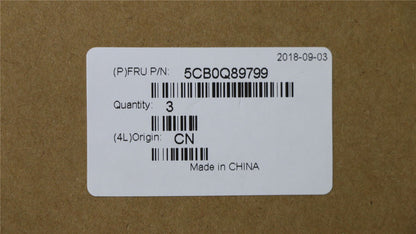 2018-09-03
(P)FRU P/N: 5CB0Q89799
Quantity: 3
(4L)Origin: CN
Made in CHINA